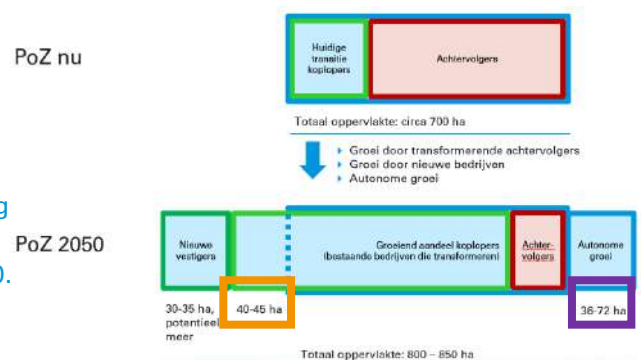 PoZ nu
Huidige
transitie
koplopers
Achtervolgers
Totaal oppervlakte: circa 700 ha
Groei door transformerende achtervolgers
Groei door nieuwe bedrijven
Autonome groei
g
0.
PoZ 2050
Nieuwe
vestigers
Groeiend aandeel koplopers
(bestaande bedrijven die transformeren)
Achter-
volgers
Autonome
groei
30-35 ha,
potentieel
meer
40-45 ha
36-72 ha
Totaal oppervlakte: 800 – 850 ha